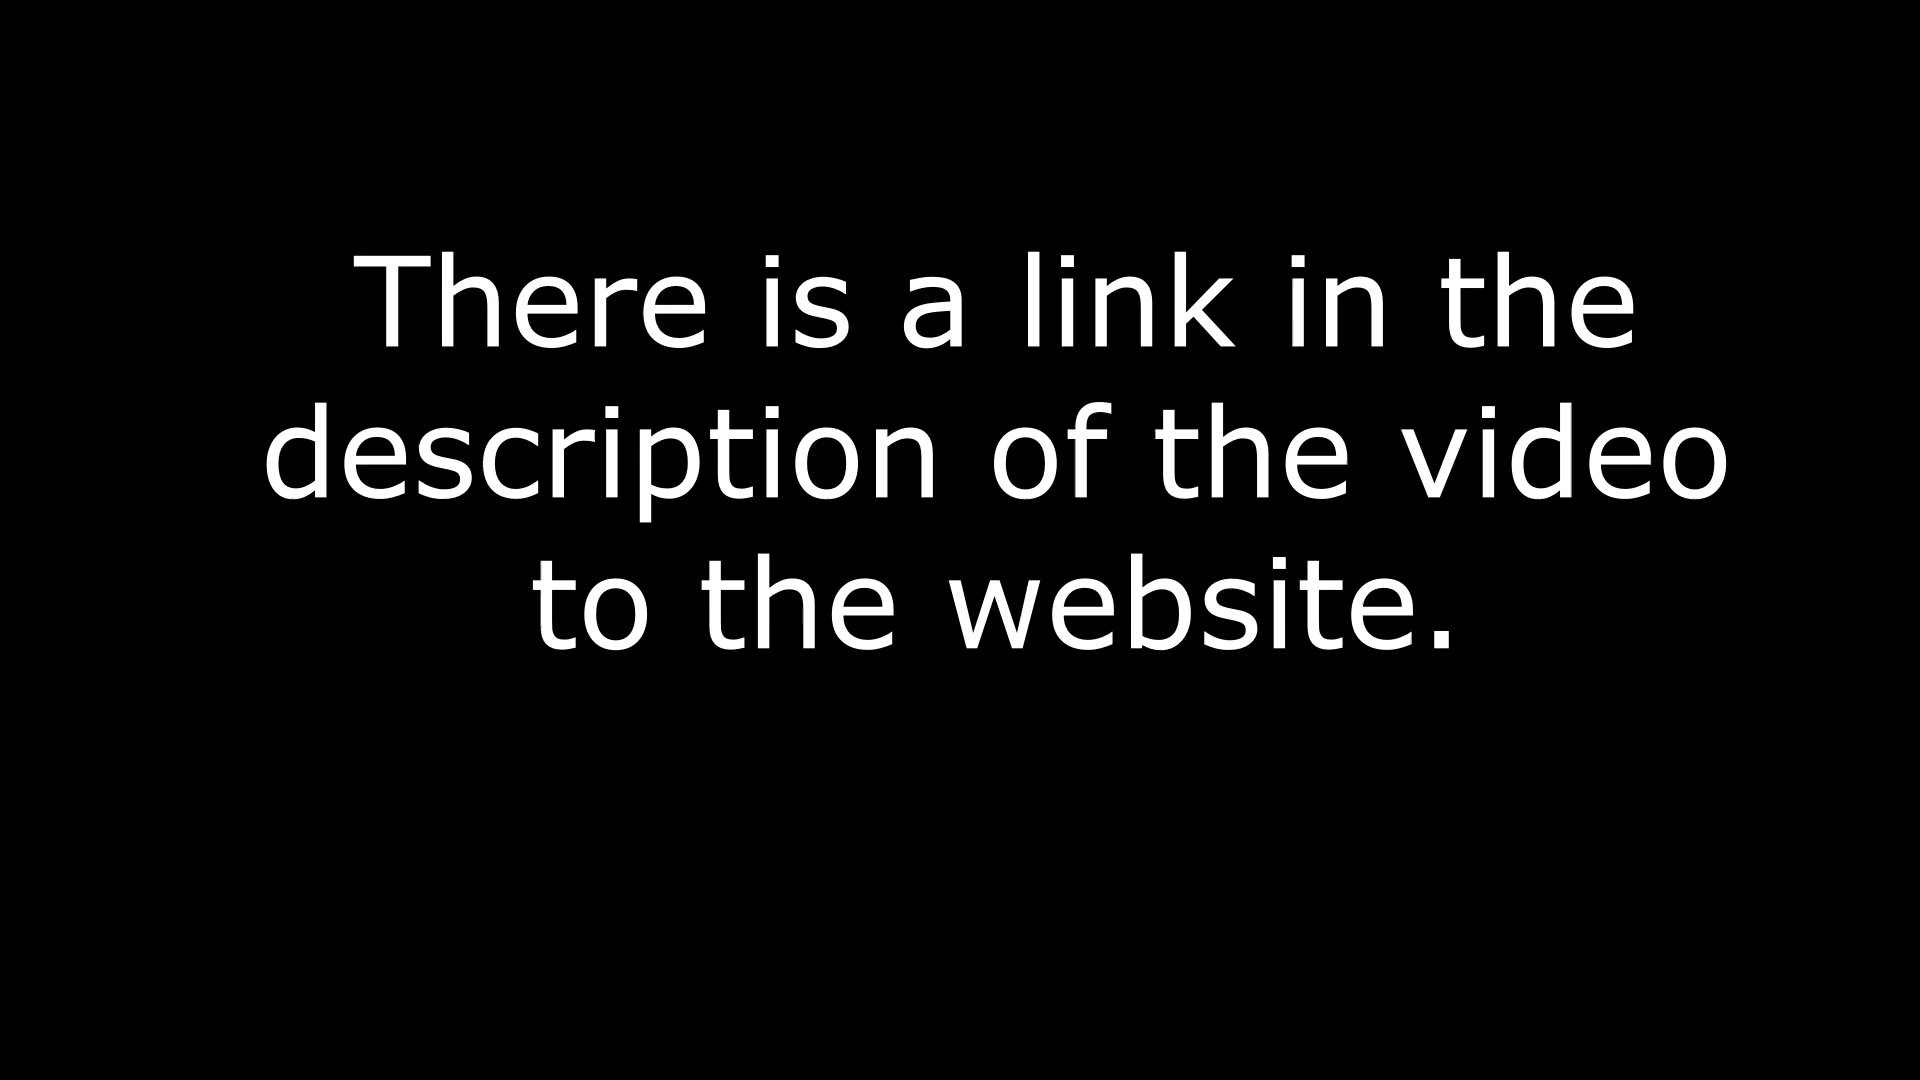 There is a link in the
description of the video
to the website.